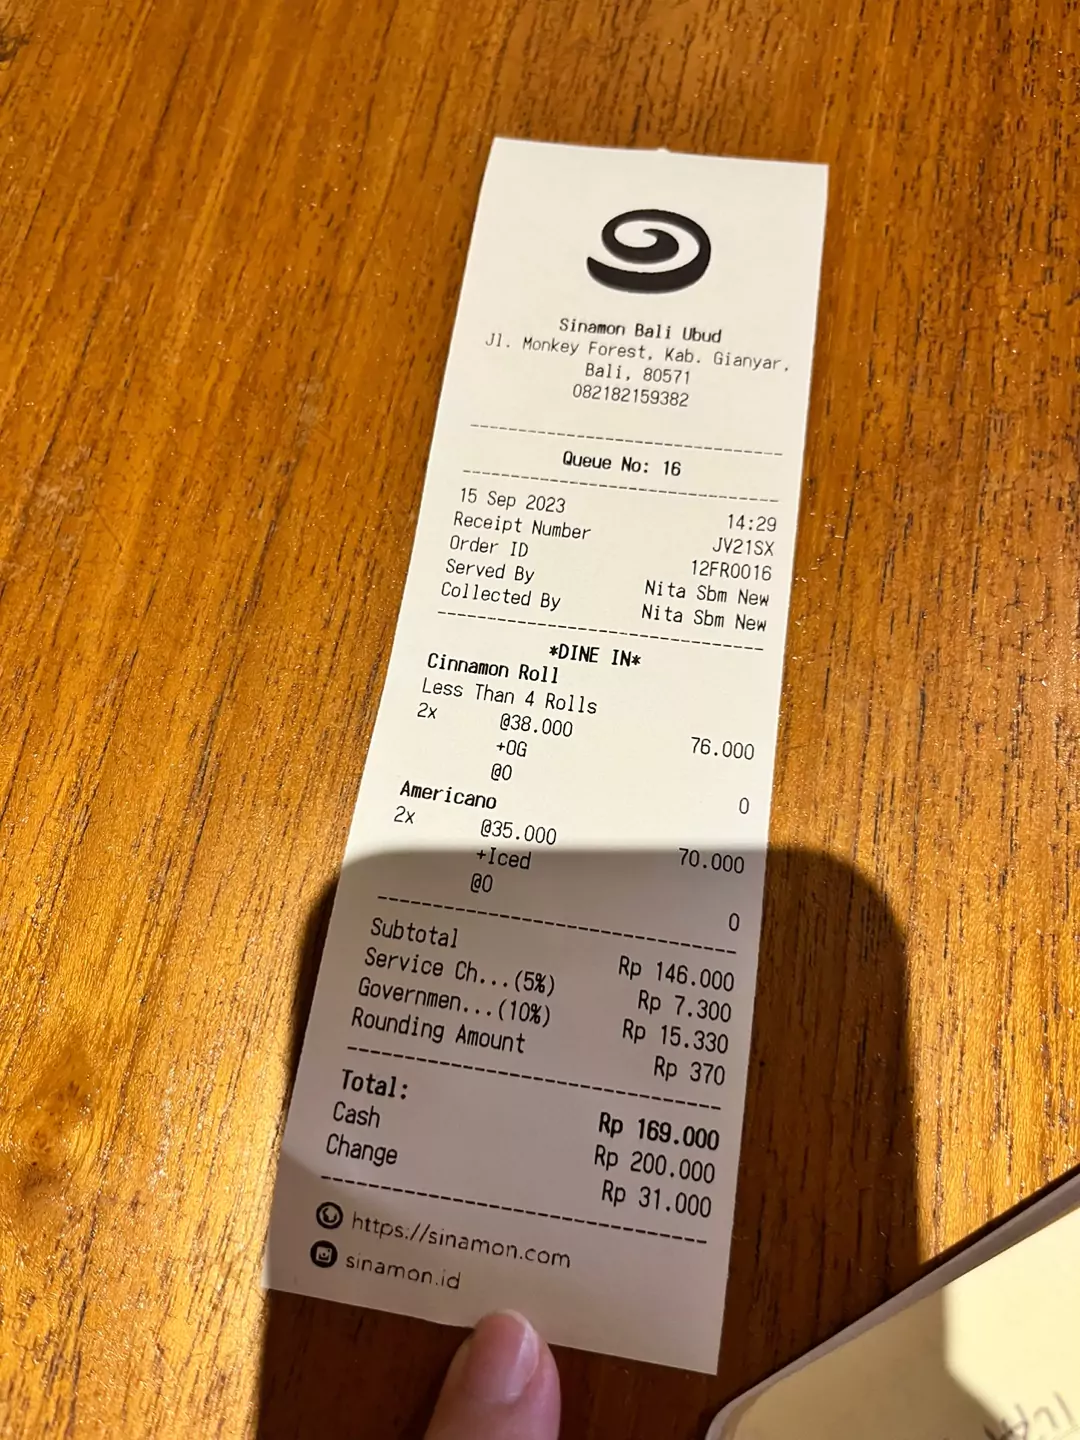 Sinamon Bali Ubud
Jl. Monkey Forest, Kab. Gianyar,
Bali, 80571
082182159382
Queue No: 16
15 Sep 2023 14:29
Receipt Number JV21SX
Order ID 12FR0016
Served By Nita Sbm New
Collected By Nita Sbm New
*DINE IN*
Cinnamon Roll
Less Than 4 Rolls
2x @38.000 76.000
+OG
@0 0
Americano
2x @35.000 70.000
+Iced
@0 0
Subtotal Rp 146.000
Service Ch...(5%) Rp 7.300
Governmen...(10%) Rp 15.330
Rounding Amount Rp 370
Total: Rp 169.000
Cash Rp 200.000
Change Rp 31.000
https://sinamon.com
sinamon.id